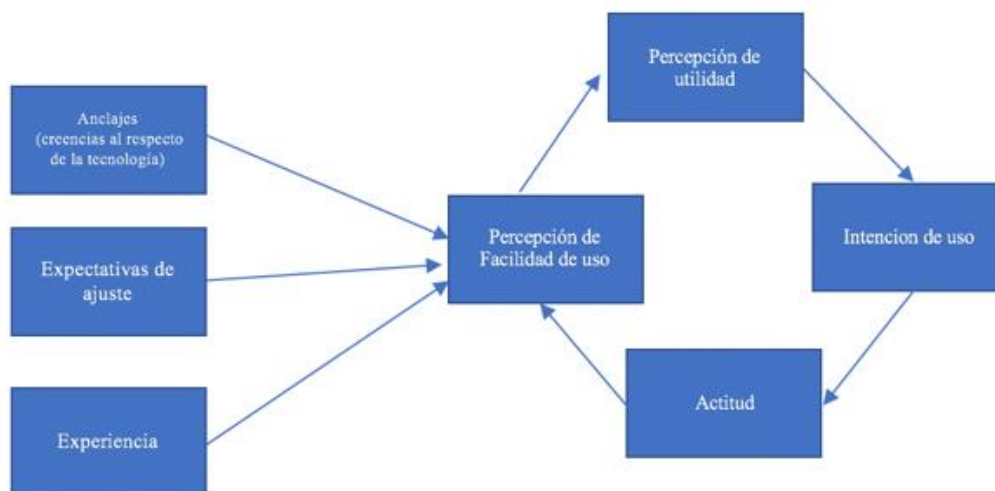 Anclajes
(creencias al respecto
de la tecnología)
Expectativas de
ajuste
Experiencia
Percepción de
Facilidad de uso
Percepción de
utilidad
Intencion de uso
Actitud